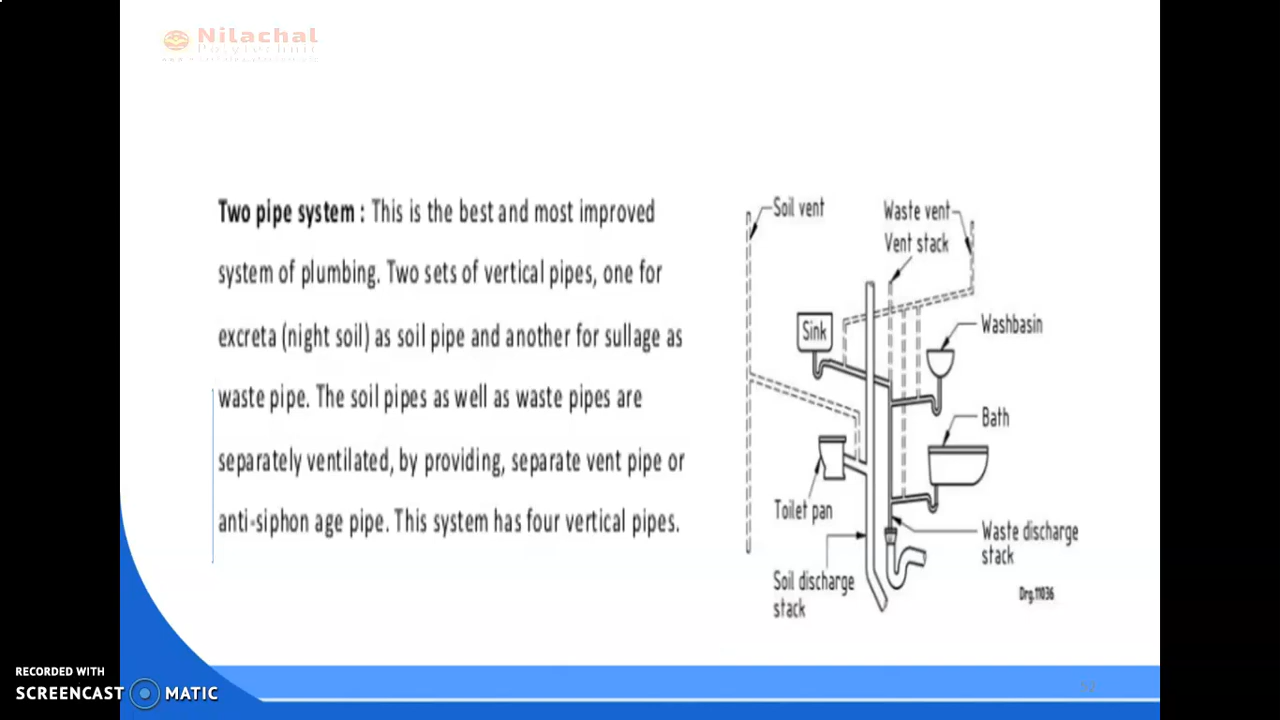 Nilachal
Polytechnic
Two pipe system : This is the best and most improved
system of plumbing. Two sets of vertical pipes, one for
excreta (night soil) as soil pipe and another for sullage as
waste pipe. The soil pipes as well as waste pipes are
separately ventilated, by providing, separate vent pipe or
anti-siphon age pipe. This system has four vertical pipes.
Soil vent
Waste vent
Vent stack
Sink
Washbasin
Bath
Toilet pan
Waste discharge
stack
Soil discharge
stack
Drg.11036
RECORDED WITH
SCREENCAST MATIC
52